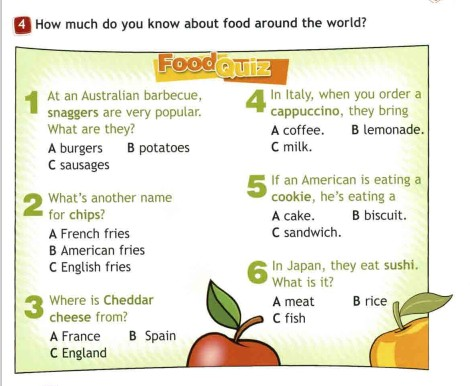 4 How much do you know about food around the world?
Food Quiz
1 At an Australian barbecue,
snaggers are very popular.
What are they?
A burgers B potatoes
C sausages
2 What's another name
for chips?
A French fries
B American fries
C English fries
3 Where is Cheddar
cheese from?
A France B Spain
C England
4 In Italy, when you order a
cappuccino, they bring
A coffee. B lemonade.
C milk.
5 If an American is eating a
cookie, he's eating a
A cake. B biscuit.
C sandwich.
6 In Japan, they eat sushi.
What is it?
A meat B rice
C fish